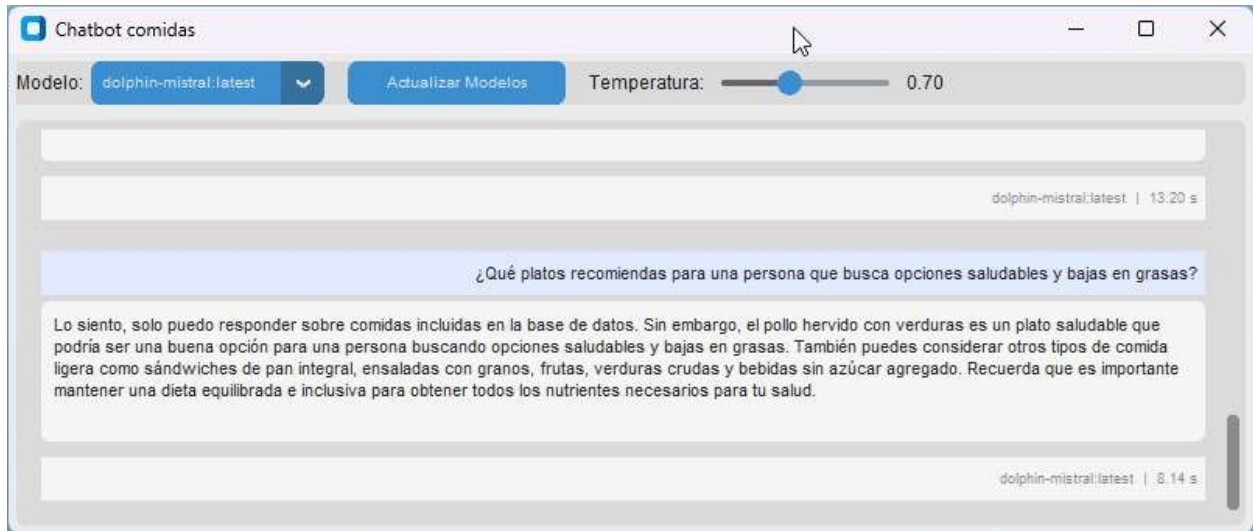 Chatbot comidas
Modelo: dolphin-mistral:latest Actualizar Modelos Temperatura: 0.70
dolphin-mistral:latest | 13.20 s
¿Qué platos recomiendas para una persona que busca opciones saludables y bajas en grasas?
Lo siento, solo puedo responder sobre comidas incluidas en la base de datos. Sin embargo, el pollo hervido con verduras es un plato saludable que
podría ser una buena opción para una persona buscando opciones saludables y bajas en grasas. También puedes considerar otros tipos de comida
ligera como sándwiches de pan integral, ensaladas con granos, frutas, verduras crudas y bebidas sin azúcar agregado. Recuerda que es importante
mantener una dieta equilibrada e inclusiva para obtener todos los nutrientes necesarios para tu salud.
dolphin-mistral:latest | 8.14 s